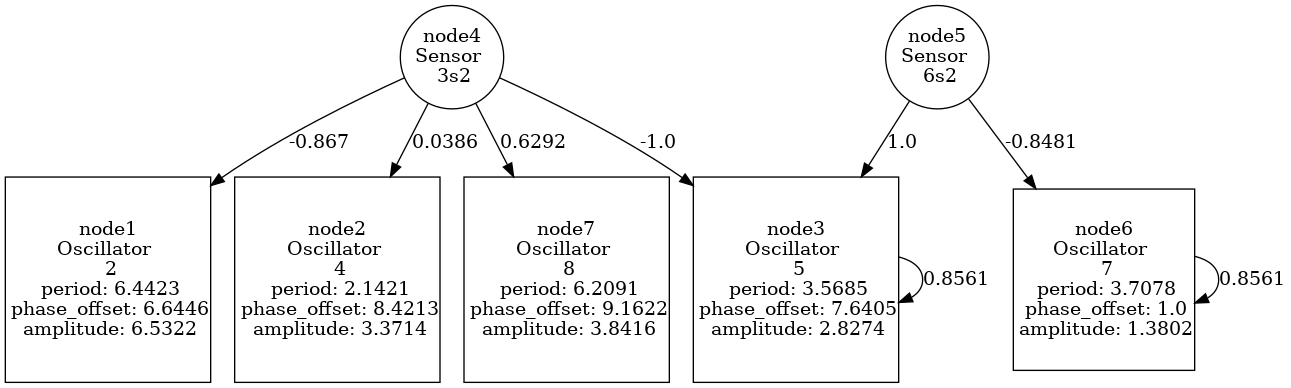 node4
Sensor
3s2
node5
Sensor
6s2
-0.867
0.0386
0.6292
-1.0
1.0
-0.8481
node1
Oscillator
2
period: 6.4423
phase_offset: 6.6446
amplitude: 6.5322
node2
Oscillator
4
period: 2.1421
phase_offset: 8.4213
amplitude: 3.3714
node7
Oscillator
8
period: 6.2091
phase_offset: 9.1622
amplitude: 3.8416
node3
Oscillator
5
period: 3.5685
phase_offset: 7.6405
amplitude: 2.8274
0.8561
node6
Oscillator
7
period: 3.7078
phase_offset: 1.0
amplitude: 1.3802
0.8561